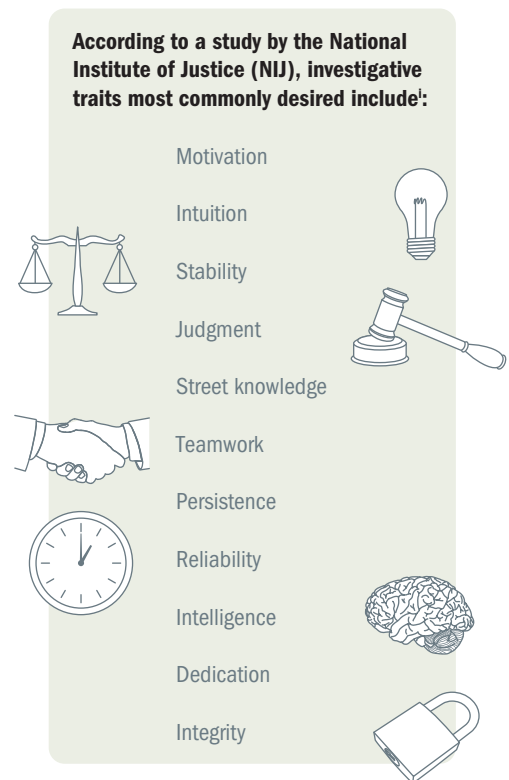 According to a study by the National
Institute of Justice (NIJ), investigative
traits most commonly desired includeⁱ:
Motivation
Intuition
Stability
Judgment
Street knowledge
Teamwork
Persistence
Reliability
Intelligence
Dedication
Integrity